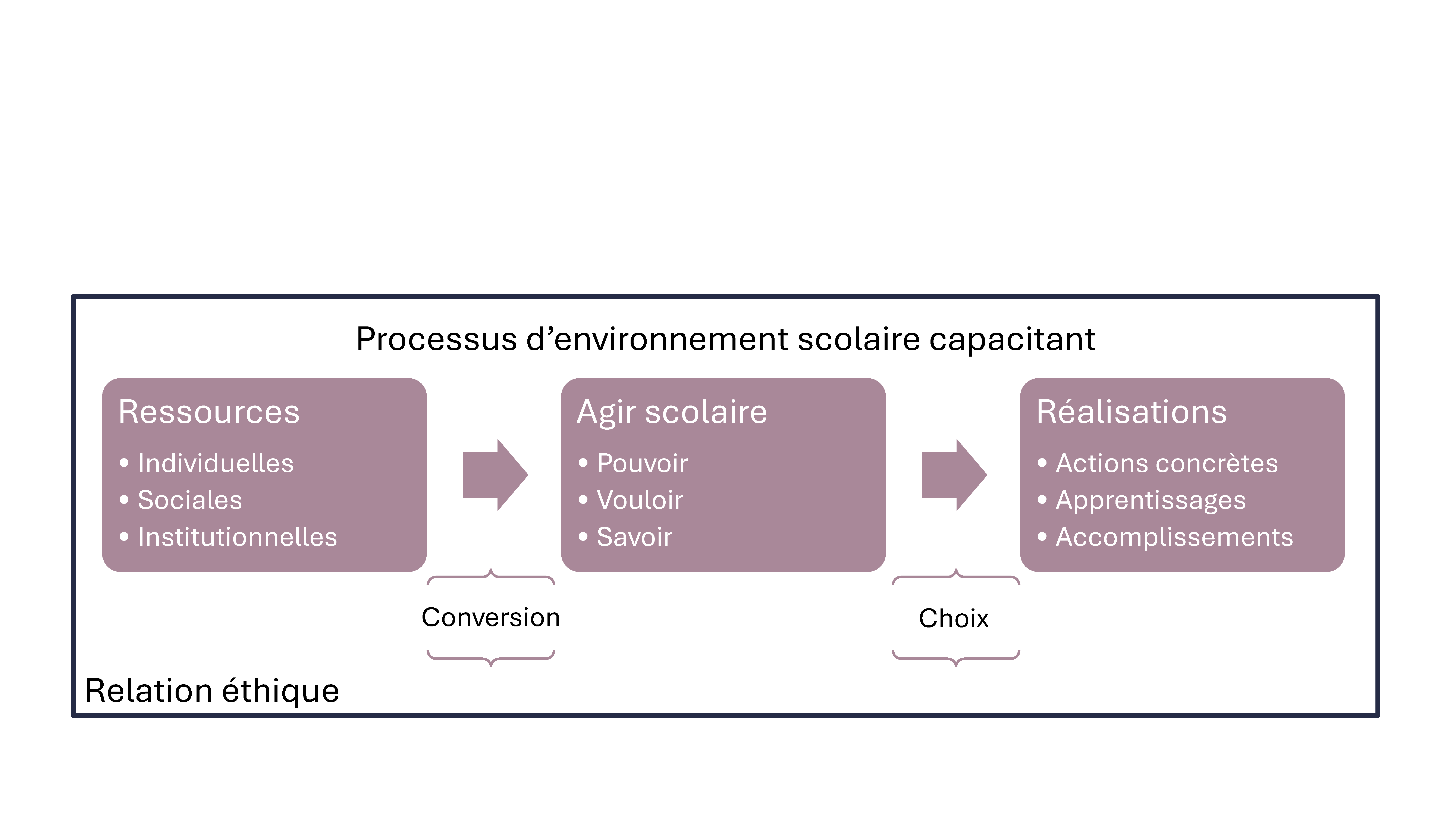 Processus d’environnement scolaire capacitant
Ressources
• Individuelles
• Sociales
• Institutionnelles
Agir scolaire
• Pouvoir
• Vouloir
• Savoir
Réalisations
• Actions concrètes
• Apprentissages
• Accomplissements
Conversion
Choix
Relation éthique